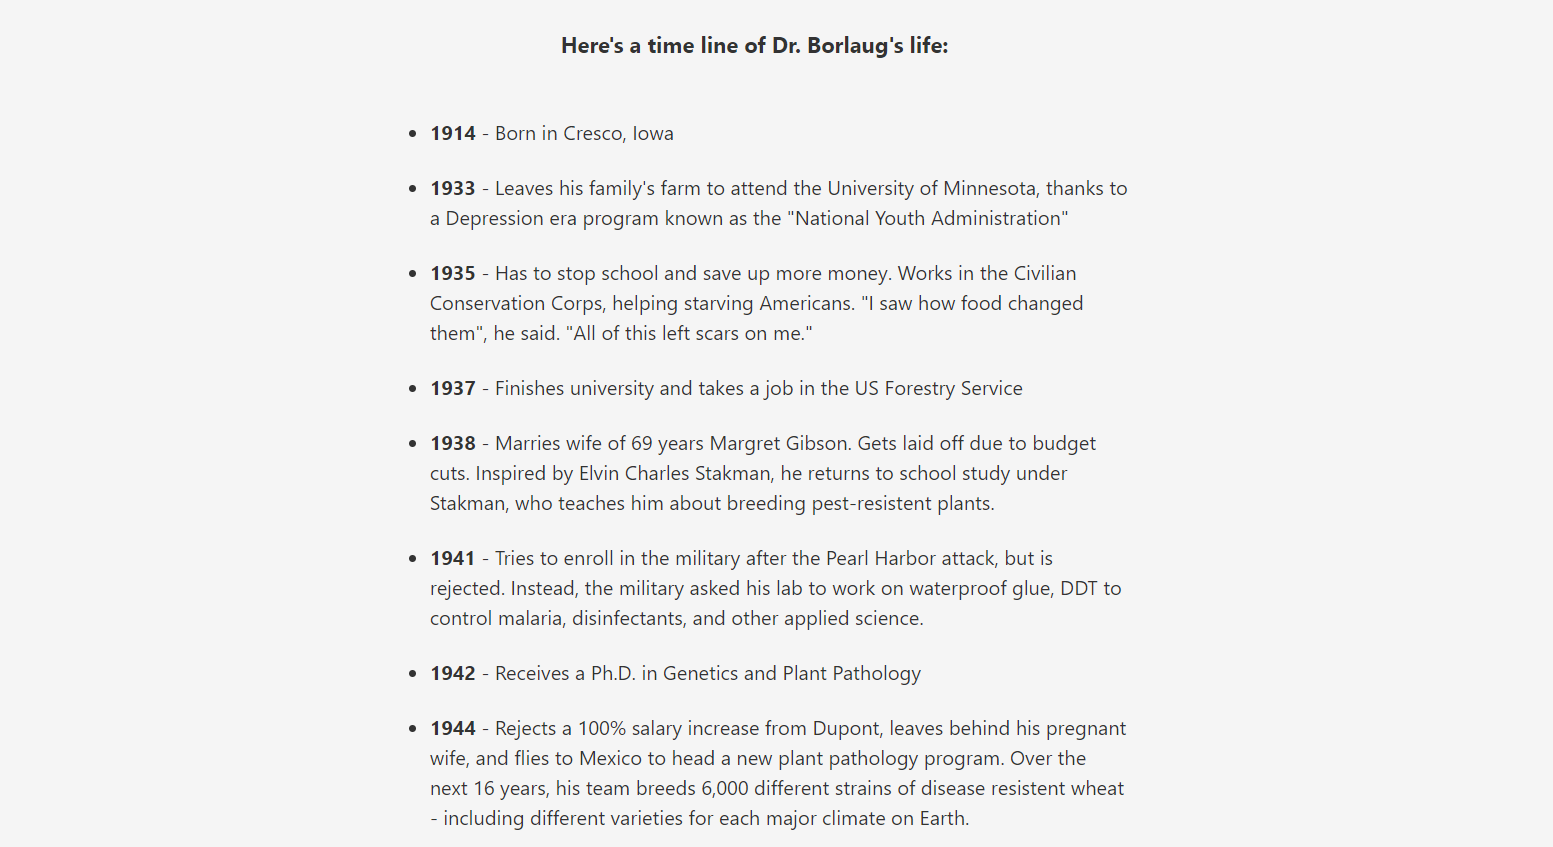 Here's a time line of Dr. Borlaug's life:
1914 - Born in Cresco, Iowa
1933 - Leaves his family's farm to attend the University of Minnesota, thanks to
a Depression era program known as the "National Youth Administration"
1935 - Has to stop school and save up more money. Works in the Civilian
Conservation Corps, helping starving Americans. "I saw how food changed
them", he said. "All of this left scars on me."
1937 - Finishes university and takes a job in the US Forestry Service
1938 - Marries wife of 69 years Margret Gibson. Gets laid off due to budget
cuts. Inspired by Elvin Charles Stakman, he returns to school study under
Stakman, who teaches him about breeding pest-resistent plants.
1941 - Tries to enroll in the military after the Pearl Harbor attack, but is
rejected. Instead, the military asked his lab to work on waterproof glue, DDT to
control malaria, disinfectants, and other applied science.
1942 - Receives a Ph.D. in Genetics and Plant Pathology
1944 - Rejects a 100% salary increase from Dupont, leaves behind his pregnant
wife, and flies to Mexico to head a new plant pathology program. Over the
next 16 years, his team breeds 6,000 different strains of disease resistent wheat
- including different varieties for each major climate on Earth.